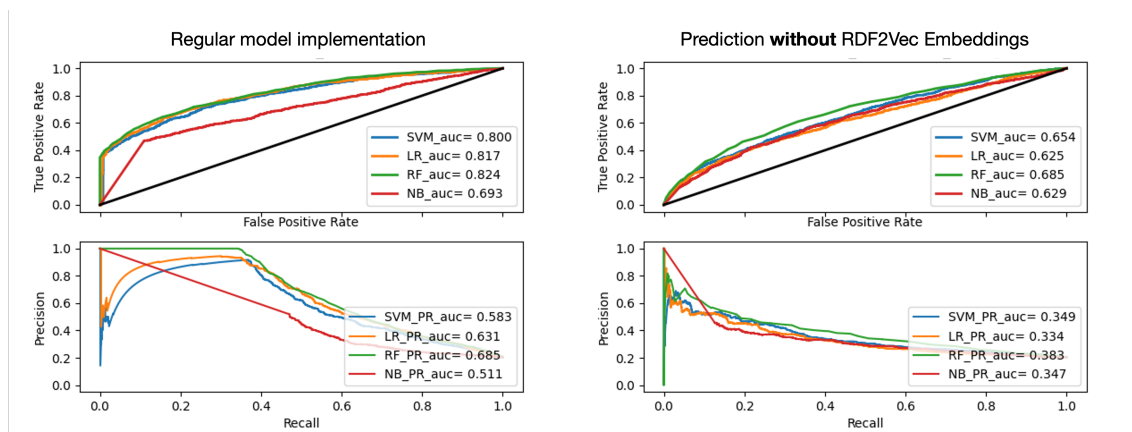 Regular model implementation
1.0
0.8
0.6
0.4
0.2
0.0
True Positive Rate
SVM_auc= 0.800
LR_auc= 0.817
RF_auc= 0.824
NB_auc= 0.693
False Positive Rate
1.0
0.8
0.6
0.4
0.2
0.0
Precision
SVM_PR_auc= 0.583
LR_PR_auc= 0.631
RF_PR_auc= 0.685
NB_PR_auc= 0.511
0.0 0.2 0.4 0.6 0.8 1.0
Recall
Prediction without RDF2Vec Embeddings
1.0
0.8
0.6
0.4
0.2
0.0
True Positive Rate
SVM_auc= 0.654
LR_auc= 0.625
RF_auc= 0.685
NB_auc= 0.629
False Positive Rate
1.0
0.8
0.6
0.4
0.2
0.0
Precision
SVM_PR_auc= 0.349
LR_PR_auc= 0.334
RF_PR_auc= 0.383
NB_PR_auc= 0.347
0.0 0.2 0.4 0.6 0.8 1.0
Recall